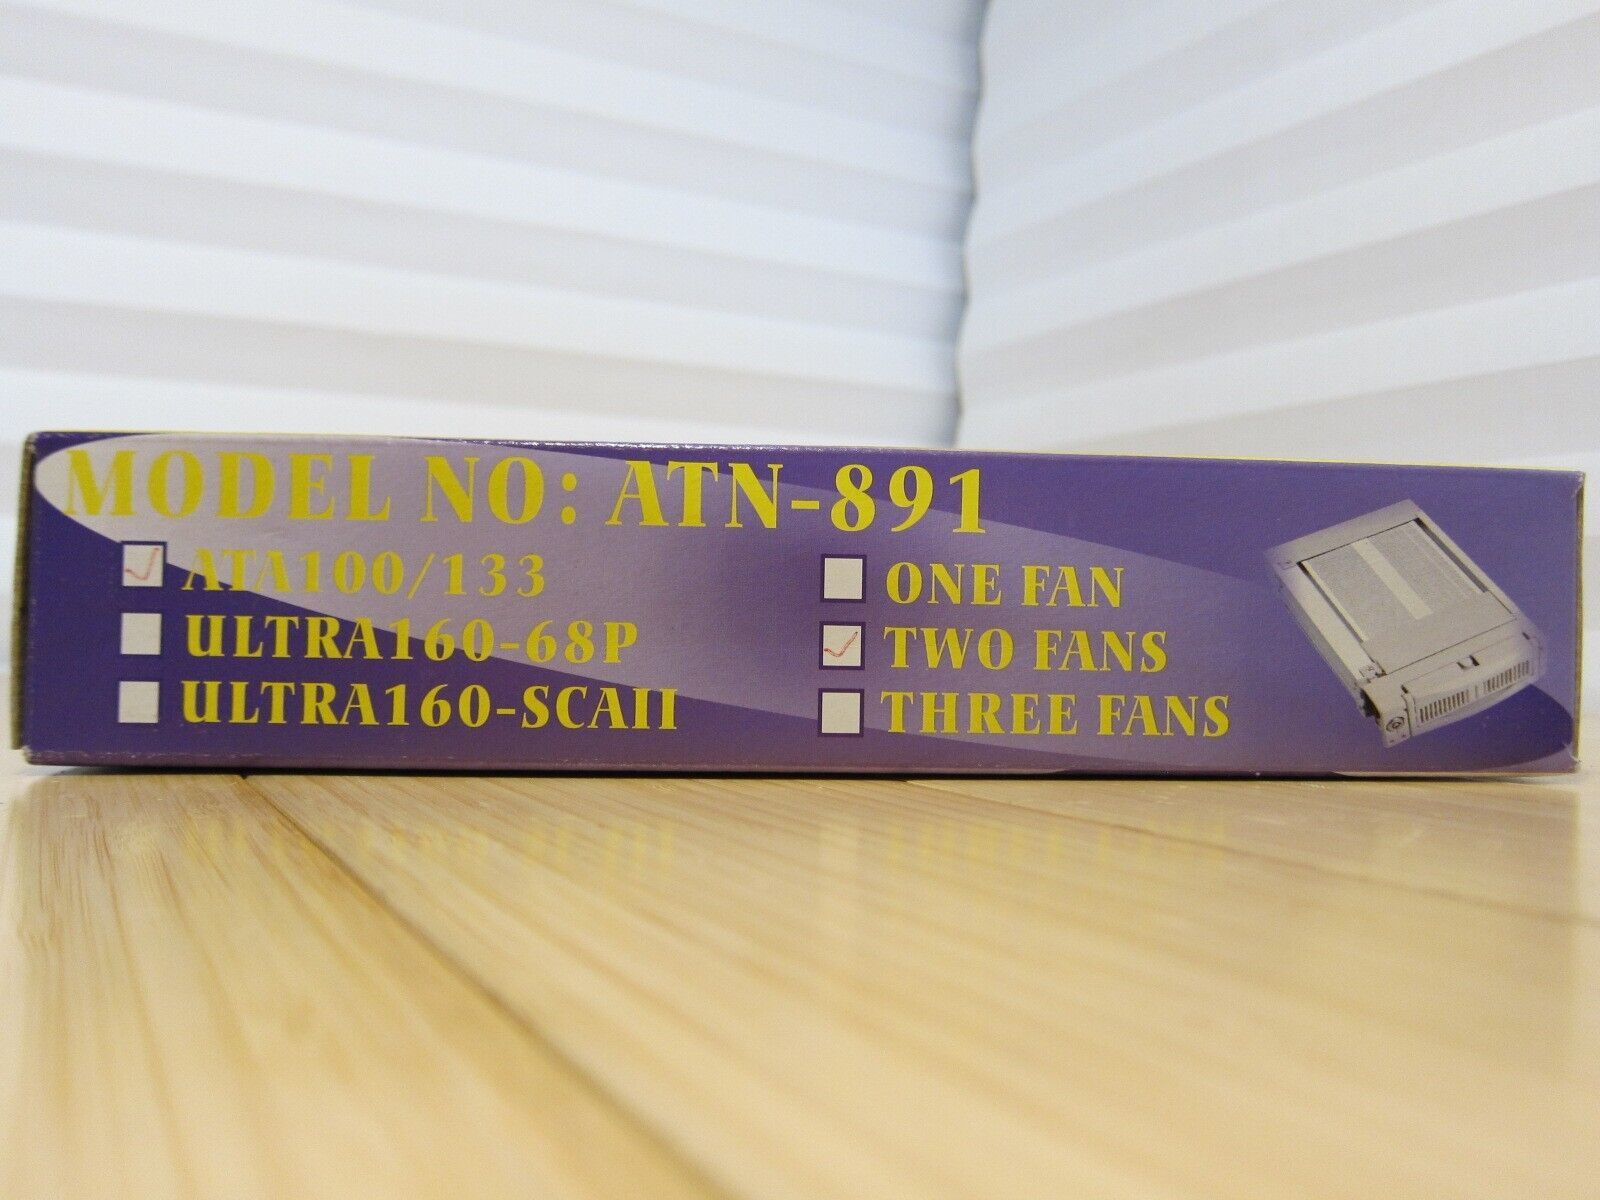 MODEL NO: ATN-891
ATA100/133
ULTRA160-68P
ULTRA160-SCAII
ONE FAN
TWO FANS
THREE FANS